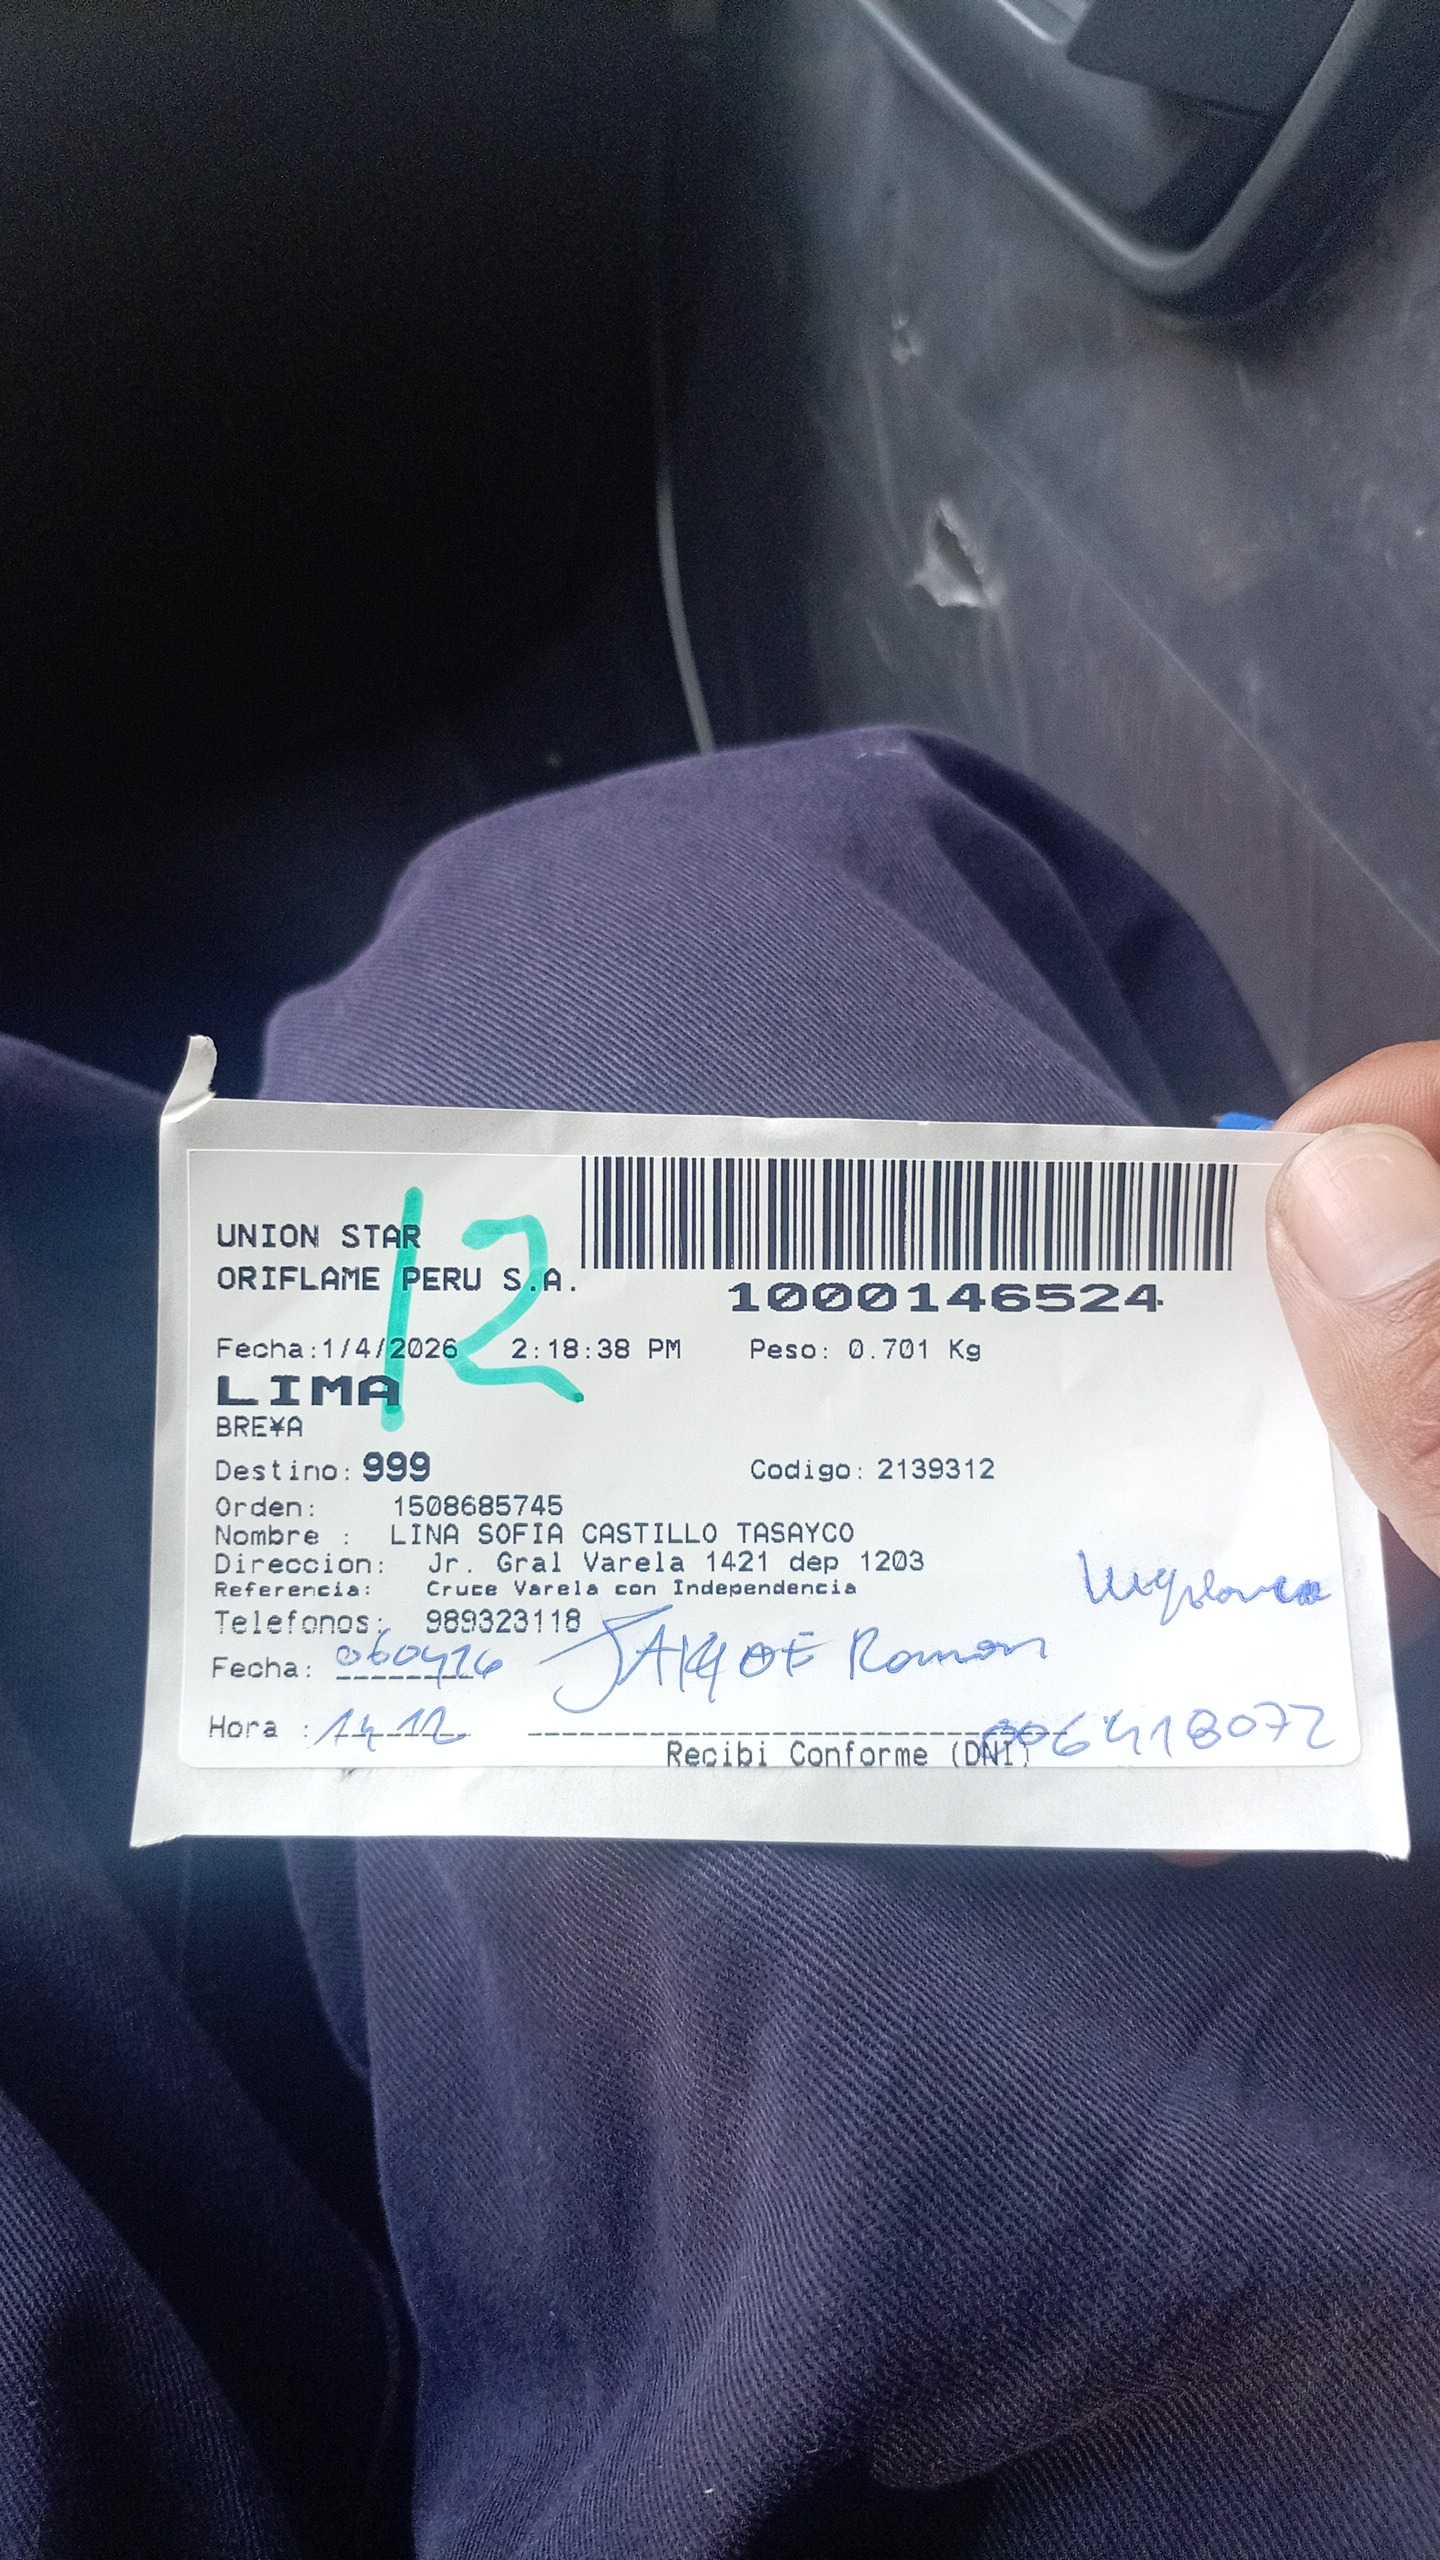 12
UNION STAR
ORIFLAME PERU S.A.
1000146524
Fecha:1/4/2026 2:18:38 PM Peso: 0.701 Kg
LIMA
BRE¥A
Destino: 999 Codigo: 2139312
Orden: 1508685745
Nombre : LINA SOFIA CASTILLO TASAYCO
Direccion: Jr. Gral Varela 1421 dep 1203
Referencia: Cruce Varela con Independencia
Telefonos: 989323118
Fecha: Roman
Hora : 14 12 006418072
Recibi Conforme (DNI)